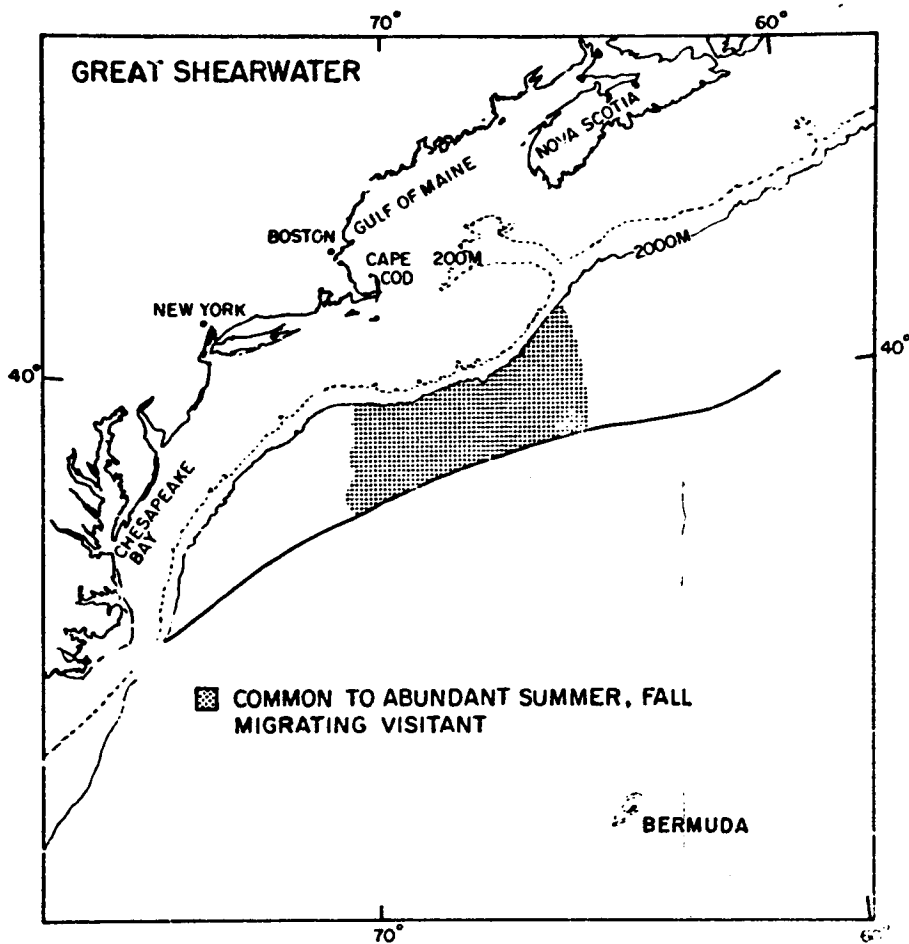 70°
60°
GREAT SHEARWATER
NOVA SCOTIA
GULF OF MAINE
BOSTON
CAPE
COD
200M
2000M
NEW YORK
40°
40°
CHESAPEAKE
BAY
COMMON TO ABUNDANT SUMMER, FALL
MIGRATING VISITANT
BERMUDA
70°